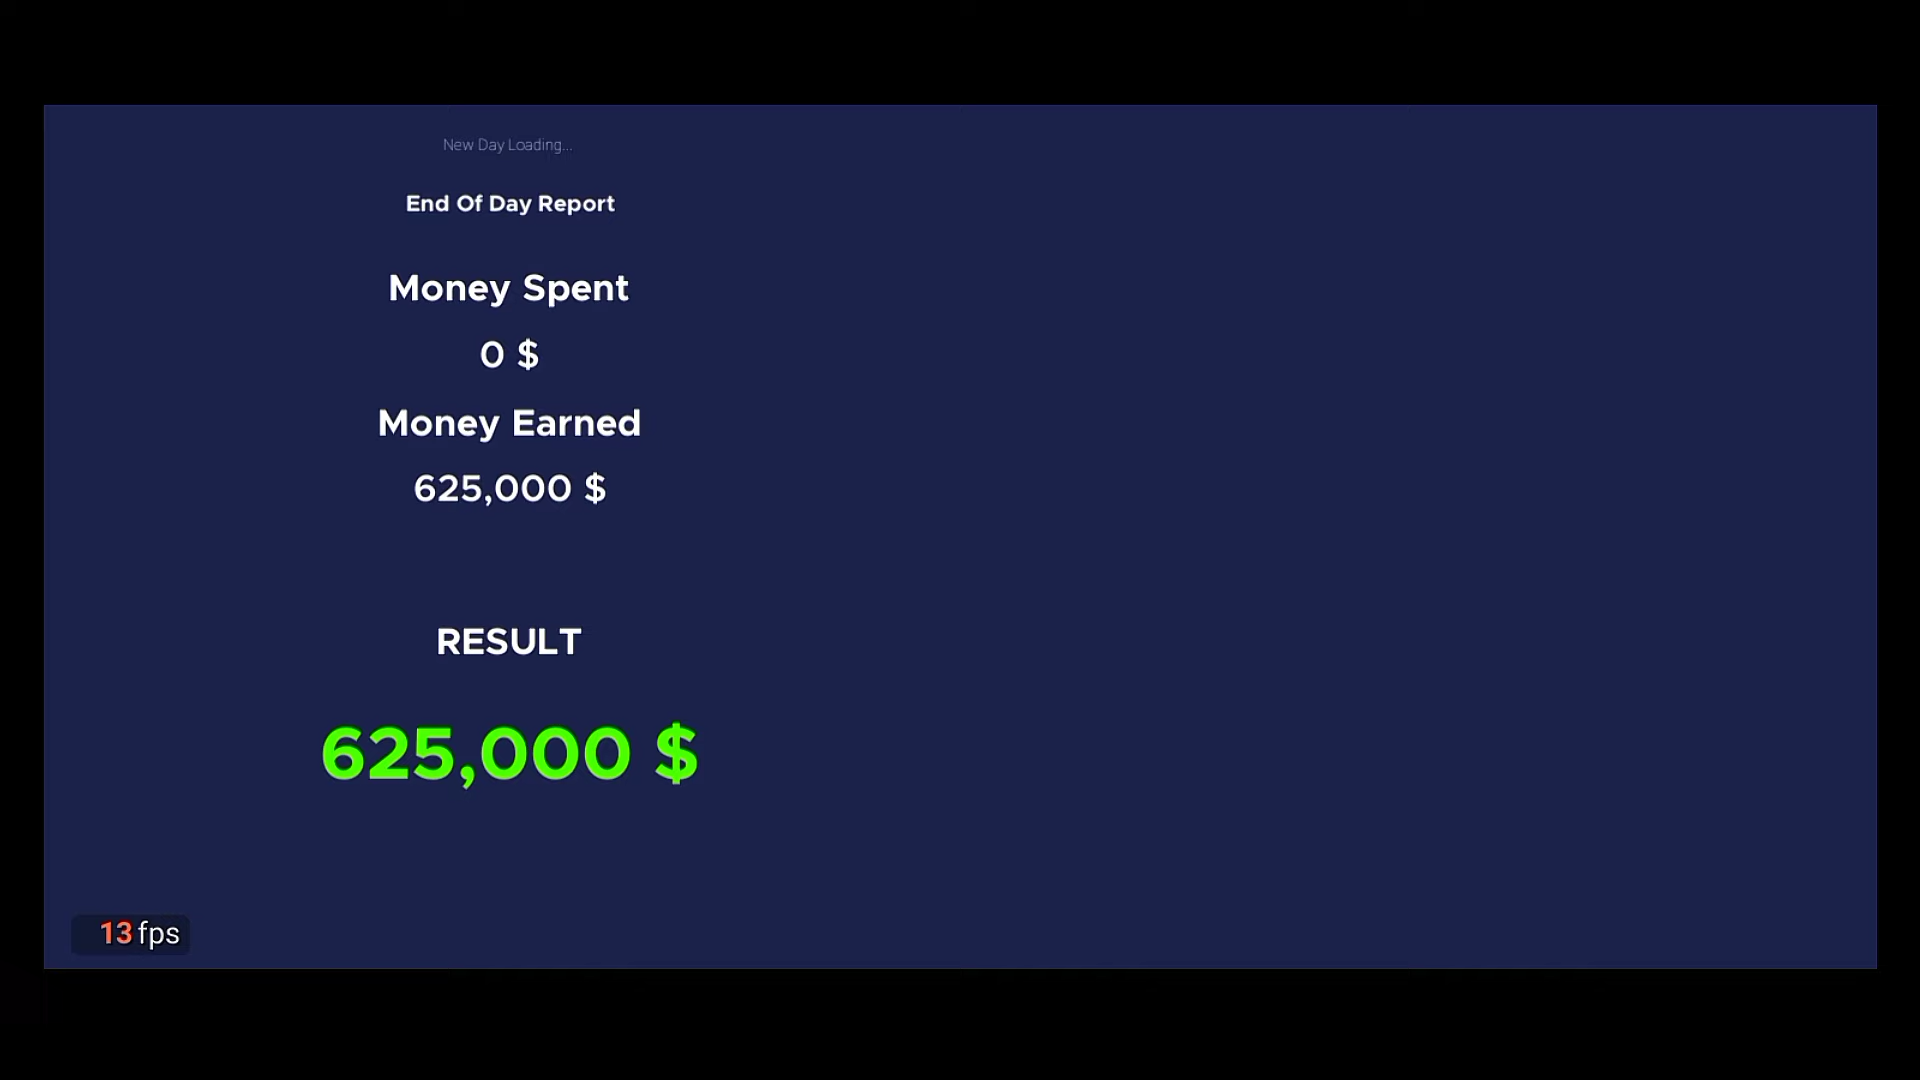 New Day Loading...
End Of Day Report
Money Spent
0 $
Money Earned
625,000 $
RESULT
625,000 $
13 fps